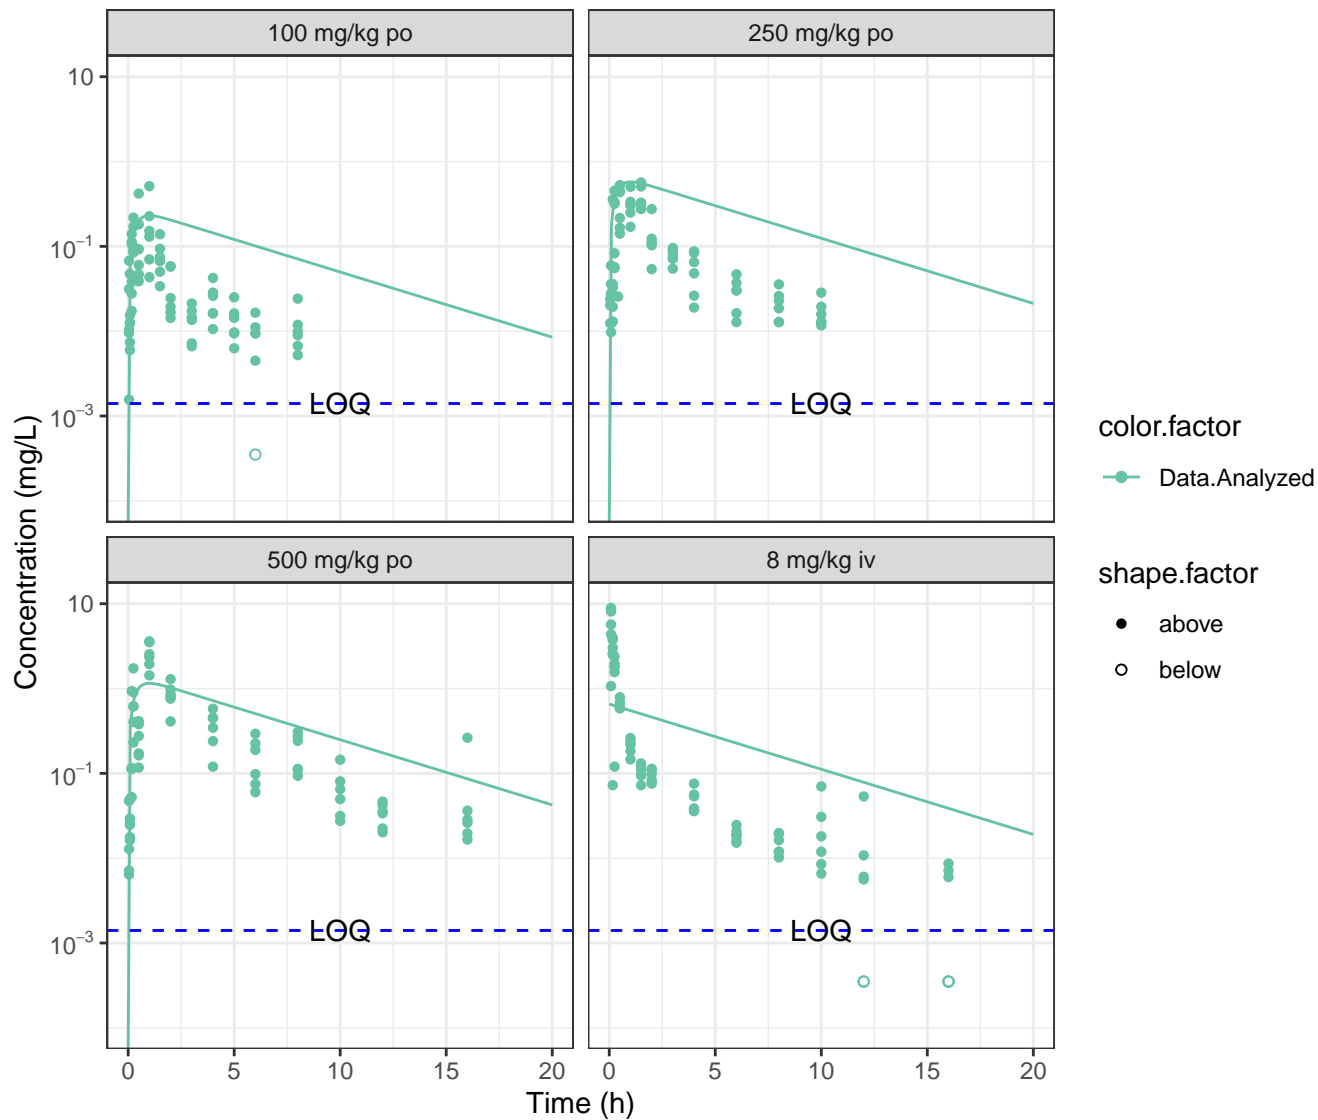 100 mg/kg po
250 mg/kg po
10
10⁻¹
10⁻³
LOQ
LOQ
500 mg/kg po
8 mg/kg iv
10
10⁻¹
10⁻³
LOQ
LOQ
0 5 10 15 20
0 5 10 15 20
Time (h)
Concentration (mg/L)
color.factor
Data.Analyzed
shape.factor
above
below